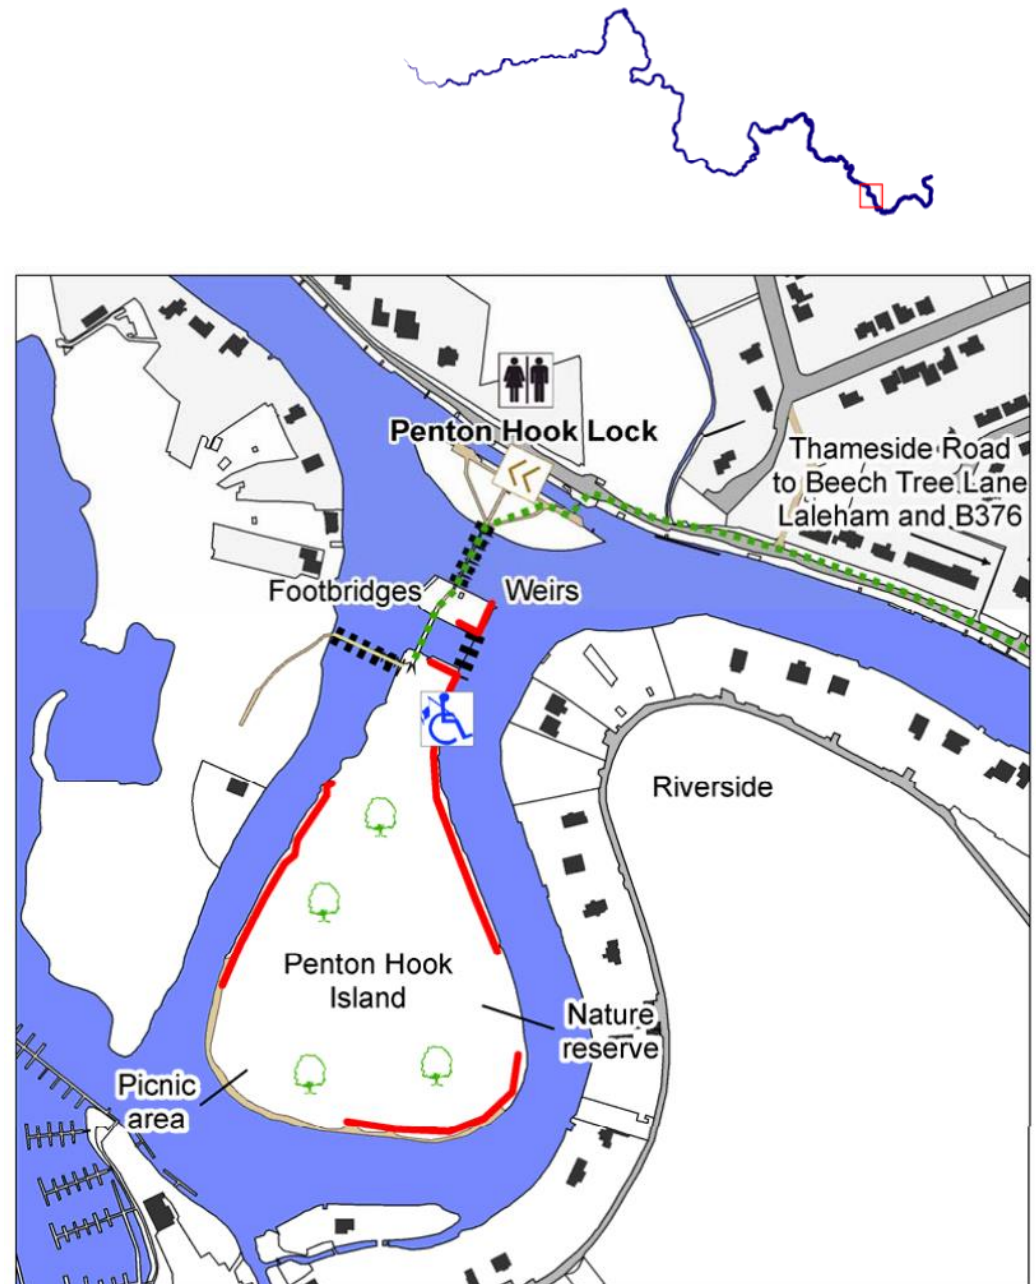 Penton Hook Lock
Thameside Road
to Beech Tree Lane
Laleham and B376
Footbridges
Weirs
Riverside
Penton Hook
Island
Nature
reserve
Picnic
area